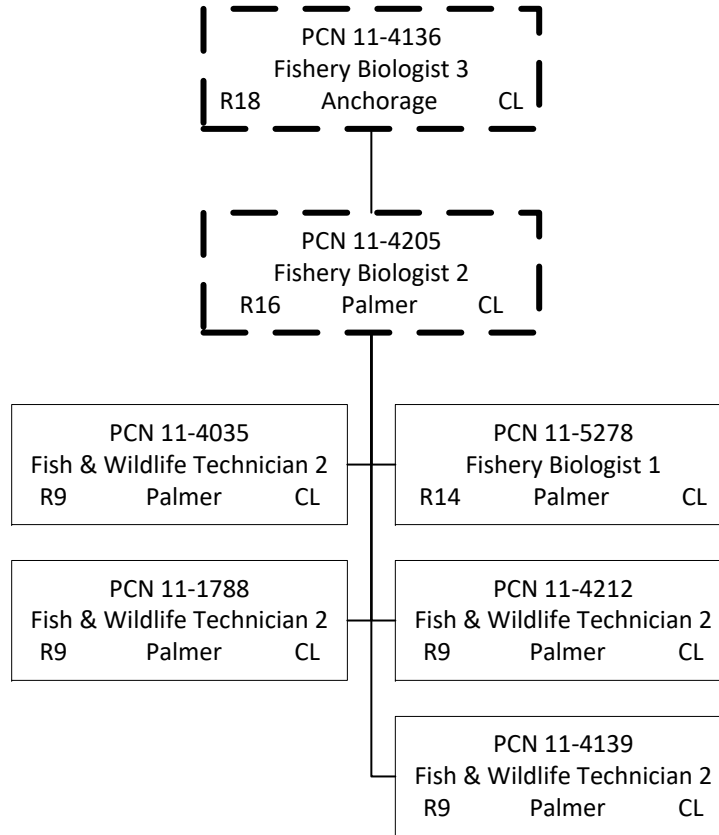 PCN 11-4136
Fishery Biologist 3
R18 Anchorage CL
PCN 11-4205
Fishery Biologist 2
R16 Palmer CL
PCN 11-4035
Fish & Wildlife Technician 2
R9 Palmer CL
PCN 11-5278
Fishery Biologist 1
R14 Palmer CL
PCN 11-1788
Fish & Wildlife Technician 2
R9 Palmer CL
PCN 11-4212
Fish & Wildlife Technician 2
R9 Palmer CL
PCN 11-4139
Fish & Wildlife Technician 2
R9 Palmer CL